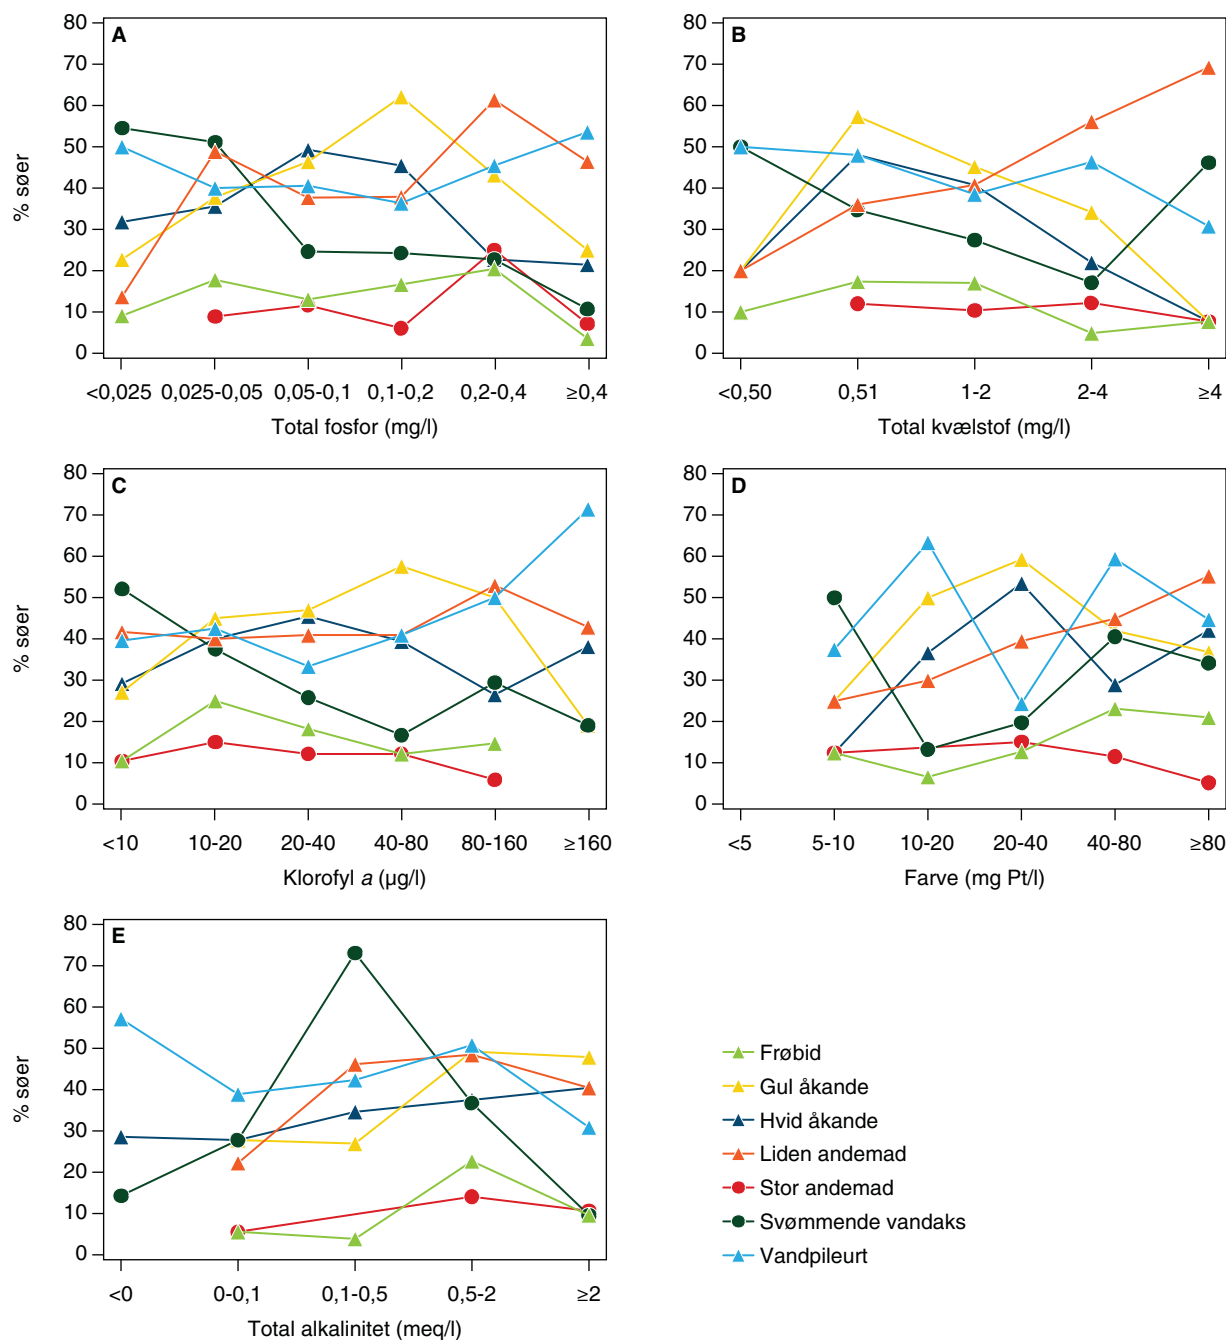 A
80
70
60
50
40
30
20
10
0
% søer
<0,025 0,025-0,05 0,05-0,1 0,1-0,2 0,2-0,4 ≥0,4
Total fosfor (mg/l)
B
80
70
60
50
40
30
20
10
0
<0,50 0,51 1-2 2-4 ≥4
Total kvælstof (mg/l)
C
80
70
60
50
40
30
20
10
0
% søer
<10 10-20 20-40 40-80 80-160 ≥160
Klorofyl a (µg/l)
D
80
70
60
50
40
30
20
10
0
<5 5-10 10-20 20-40 40-80 ≥80
Farve (mg Pt/l)
E
80
70
60
50
40
30
20
10
0
% søer
<0 0-0,1 0,1-0,5 0,5-2 ≥2
Total alkalinitet (meq/l)
Frøbid
Gul åkande
Hvid åkande
Liden andemad
Stor andemad
Svømmende vandaks
Vandpileurt